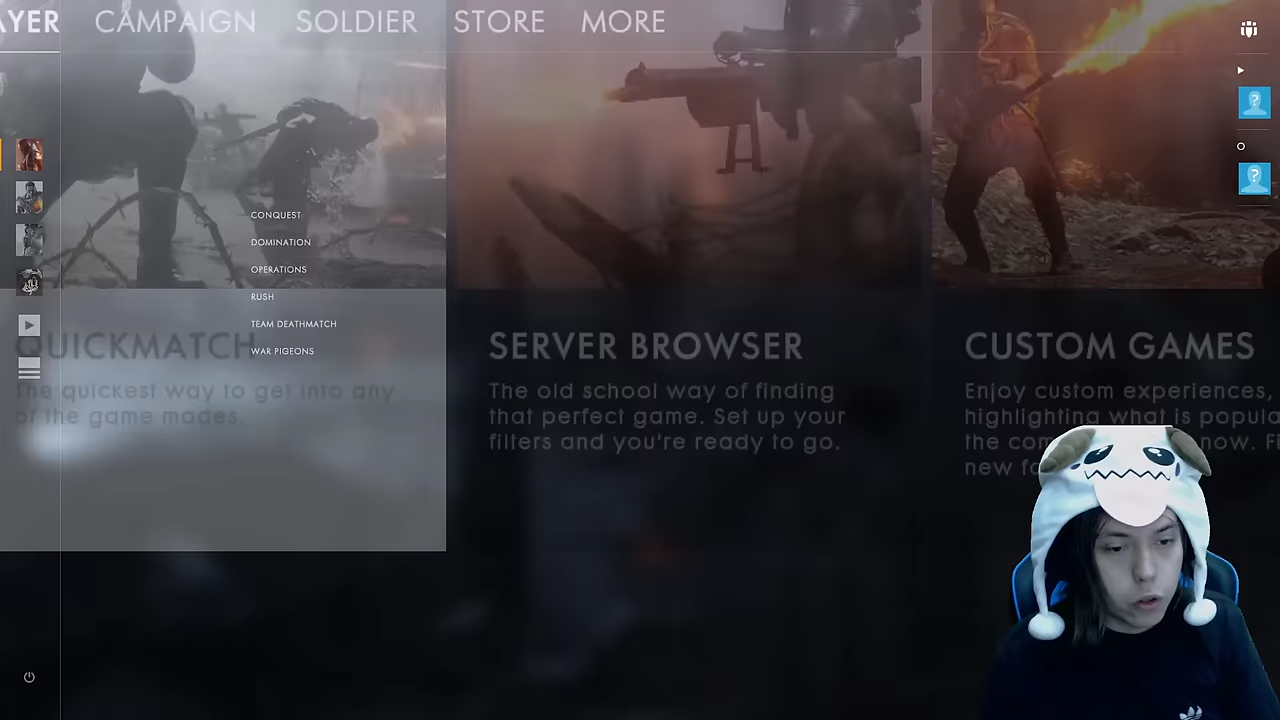 AYER CAMPAIGN SOLDIER STORE MORE
CONQUEST
DOMINATION
OPERATIONS
RUSH
TEAM DEATHMATCH
WAR PIGEONS
QUICKMATCH
The quickest way to get into any
of the game modes.
SERVER BROWSER
The old school way of finding
that perfect game. Set up your
filters and you're ready to go.
CUSTOM GAMES
Enjoy custom experiences,
highlighting what is popula
the com now. F
new fo